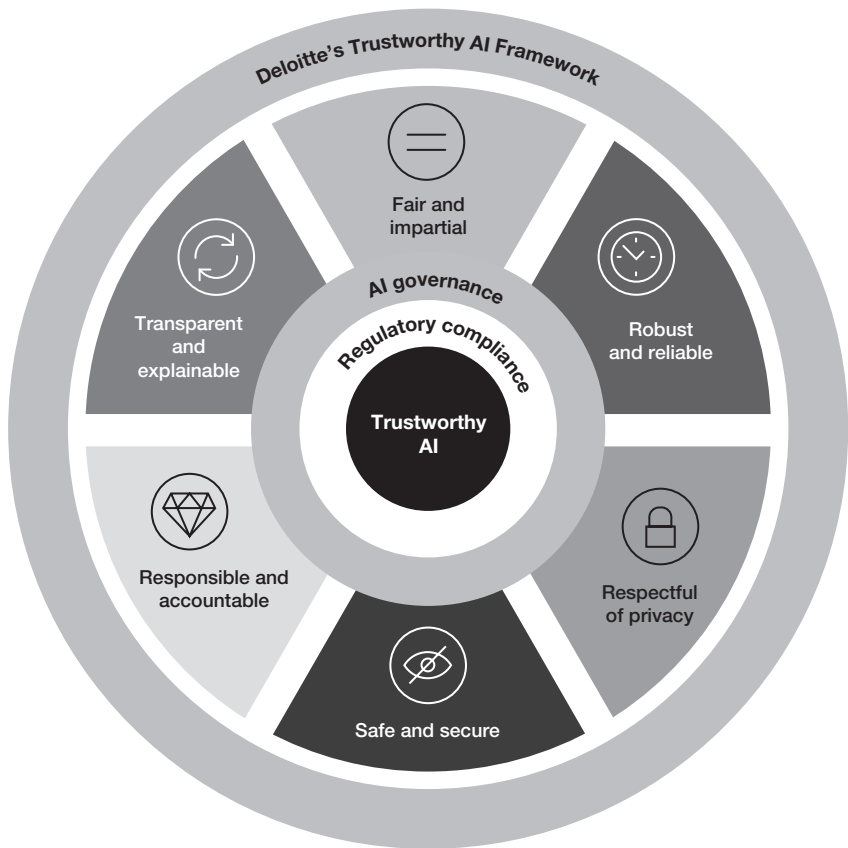 Deloitte’s Trustworthy AI Framework
Fair and
impartial
Robust
and reliable
Respectful
of privacy
Safe and secure
Responsible and
accountable
Transparent
and
explainable
AI governance
Regulatory compliance
Trustworthy
AI